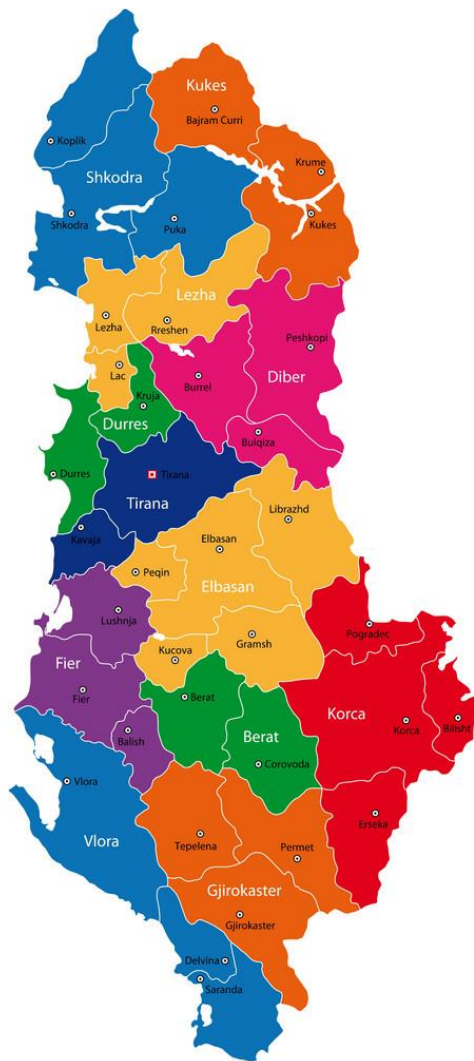 Kukes
Bajram Curri
Koplik
Krume
Shkodra
Shkodra
Puka
Kukes
Lezha
Lezha
Rreshen
Peshkopi
Lac
Burrel
Diber
Kruja
Durres
Bulqiza
Durres
Tirana
Tirana
Librazhd
Kavaja
Elbasan
Peqin
Elbasan
Lushnja
Pogradec
Gramsh
Kucova
Fier
Fier
Berat
Korca
Korca
Bilisht
Balish
Berat
Corovoda
Vlora
Erseka
Vlora
Tepelena
Permet
Gjirokaster
Gjirokaster
Delvina
Saranda